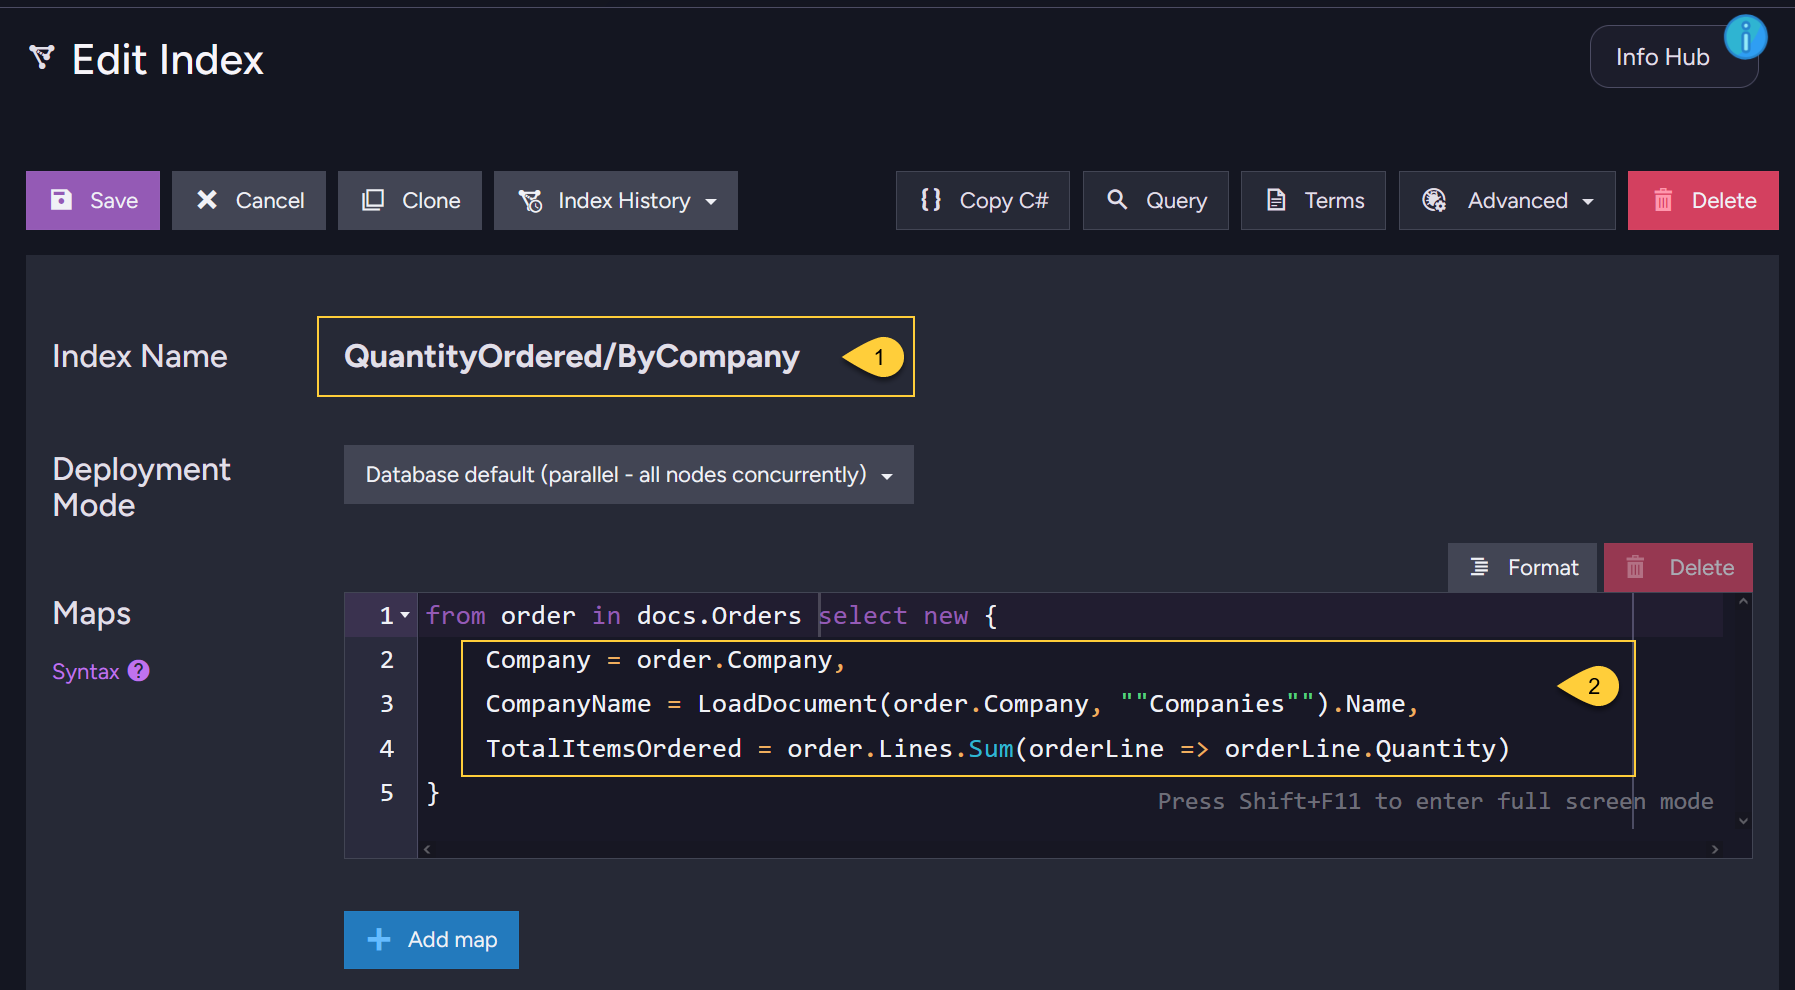 Edit Index
Info Hub
Save
Cancel
Clone
Index History
Copy C#
Query
Terms
Advanced
Delete
Index Name
QuantityOrdered/ByCompany
1
Deployment
Mode
Database default (parallel - all nodes concurrently)
Format
Delete
Maps
Syntax ?
1 from order in docs.Orders select new {
2 Company = order.Company,
3 CompanyName = LoadDocument(order.Company, ""Companies"").Name,
4 TotalItemsOrdered = order.Lines.Sum(orderLine => orderLine.Quantity)
2
5 }
Press Shift+F11 to enter full screen mode
Add map